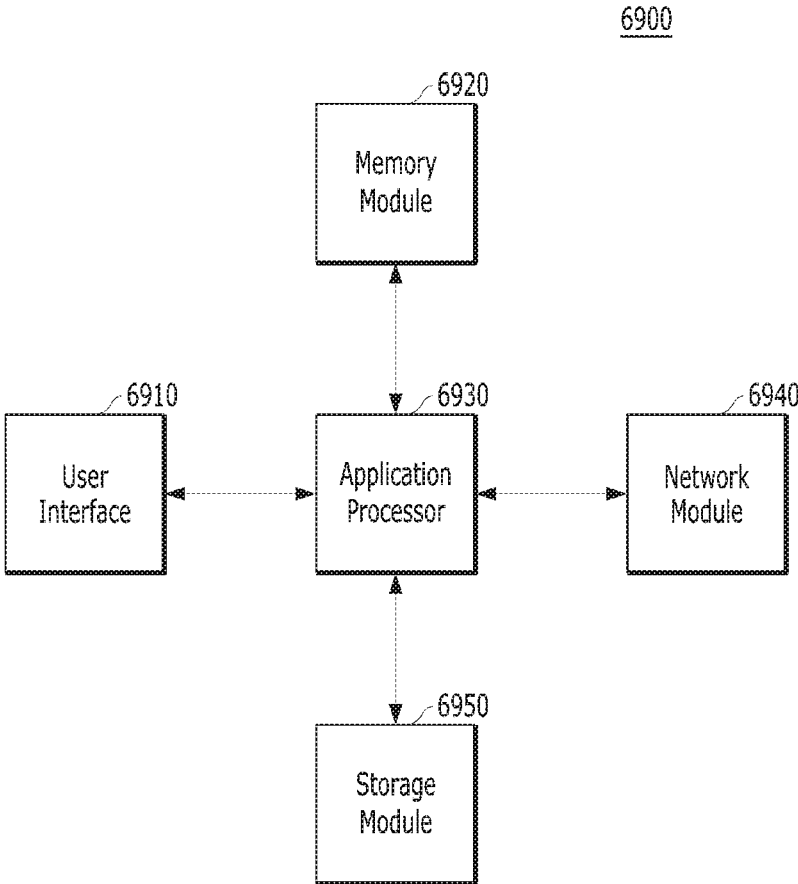 6900
6920
Memory
Module
6910
User
Interface
6930
Application
Processor
6940
Network
Module
6950
Storage
Module